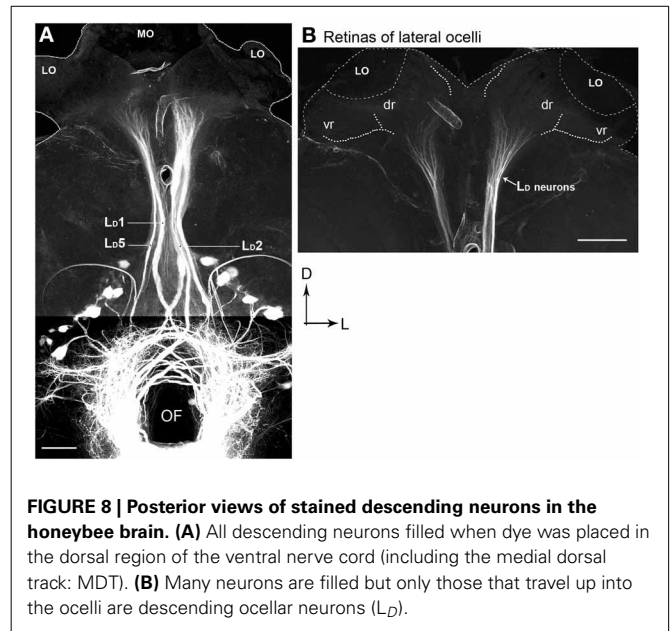 A
MO
LO
LO
LD1
LD5
LD2
OF
B Retinas of lateral ocelli
LO
LO
dr
dr
vr
vr
LD neurons
D
L
FIGURE 8 | Posterior views of stained descending neurons in the
honeybee brain. (A) All descending neurons filled when dye was placed in
the dorsal region of the ventral nerve cord (including the medial dorsal
track: MDT). (B) Many neurons are filled but only those that travel up into
the ocelli are descending ocellar neurons (LD).